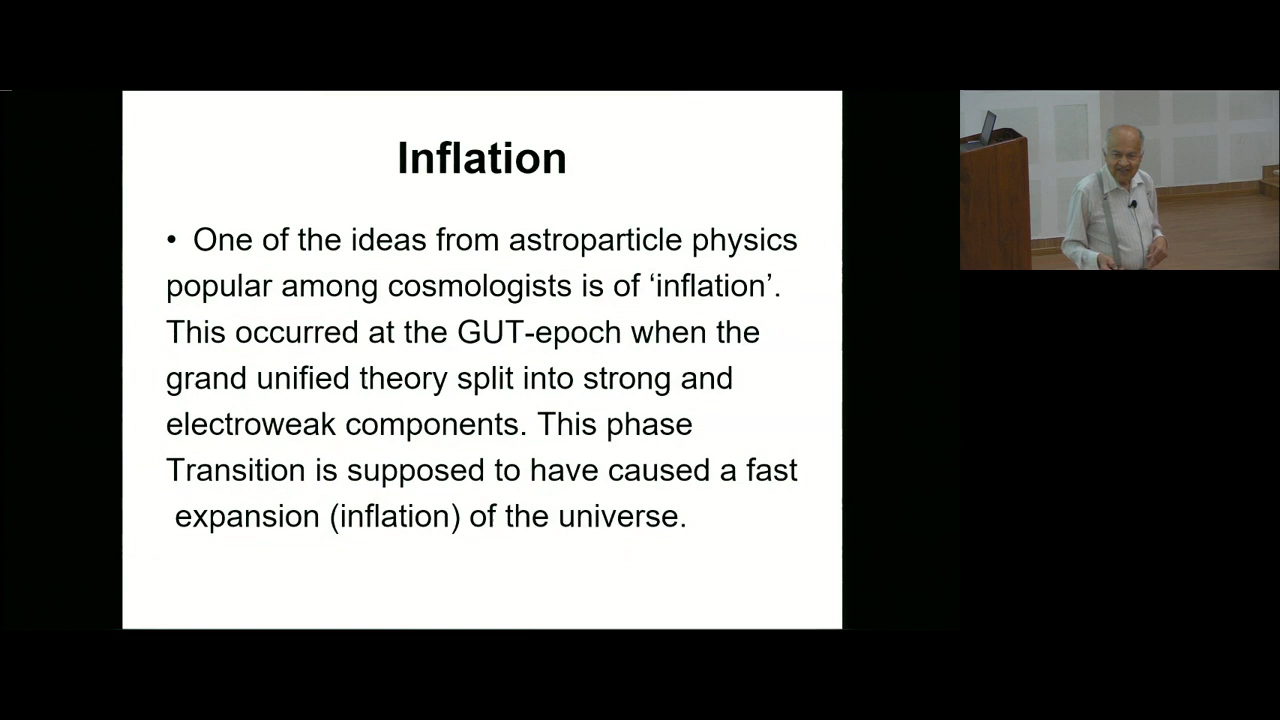 Inflation
• One of the ideas from astroparticle physics
popular among cosmologists is of ‘inflation’.
This occurred at the GUT-epoch when the
grand unified theory split into strong and
electroweak components. This phase
Transition is supposed to have caused a fast
expansion (inflation) of the universe.